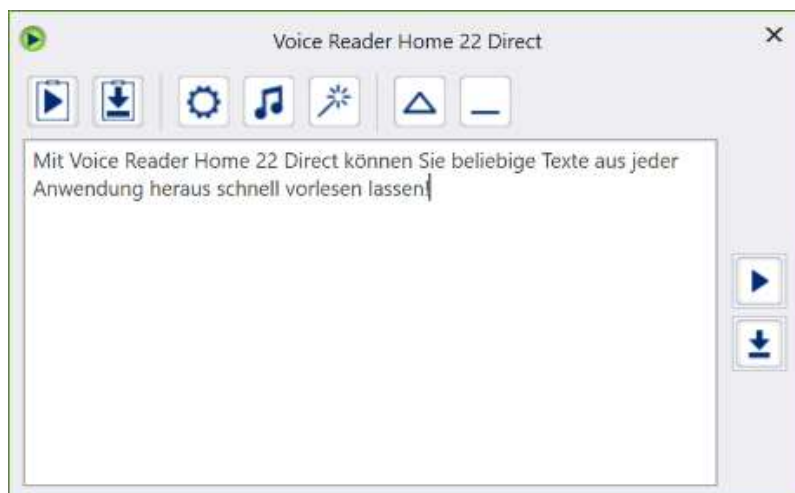 Voice Reader Home 22 Direct
Mit Voice Reader Home 22 Direct können Sie beliebige Texte aus jeder
Anwendung heraus schnell vorlesen lassen!